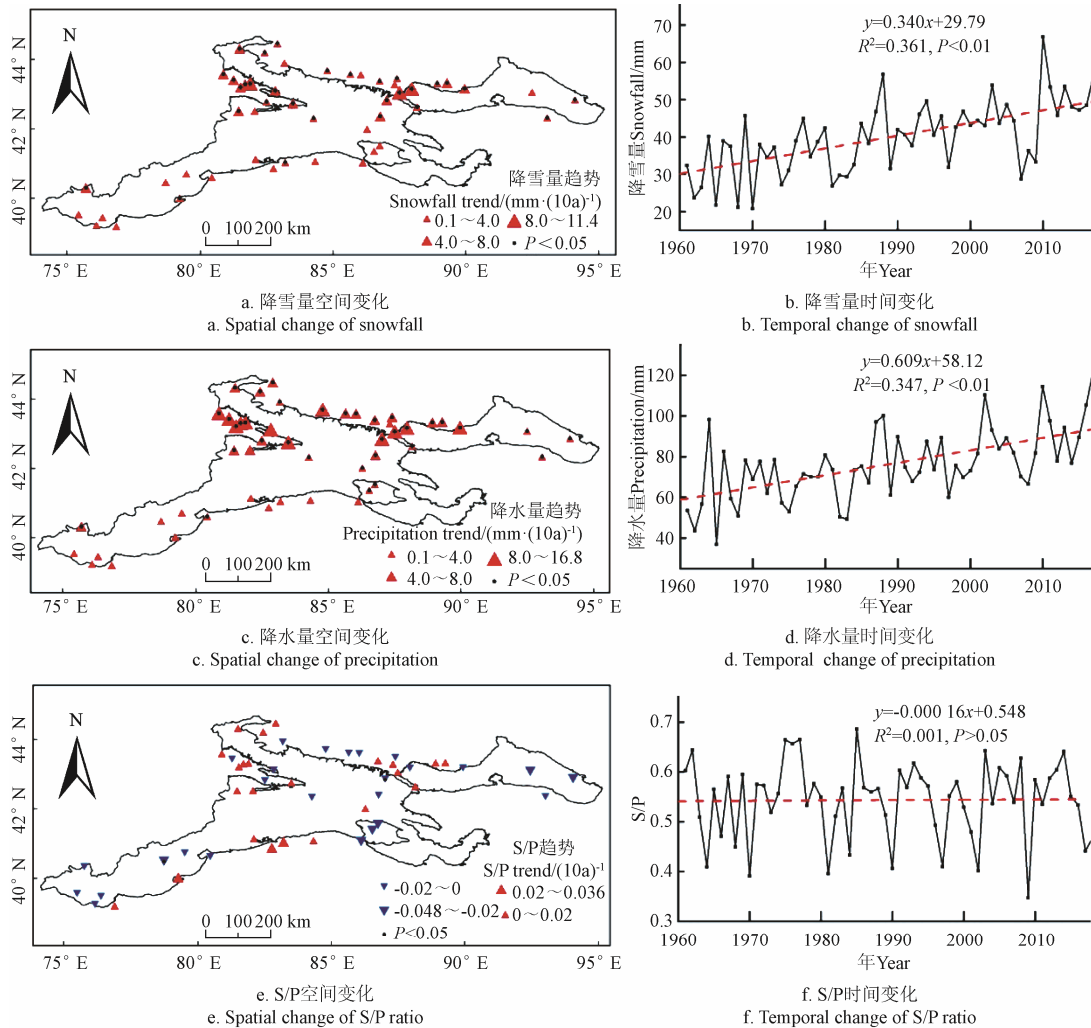 N
44° N
42° N
40° N
降雪量趋势
Snowfall trend/(mm·(10a)⁻¹)
0.1～4.0 8.0～11.4
4.0～8.0 P＜0.05
0 100 200 km
75° E 80° E 85° E 90° E 95° E
a. 降雪量空间变化
a. Spatial change of snowfall
y=0.340x+29.79
R²=0.361, P<0.01
降雪量Snowfall/mm
70
60
50
40
30
20
1960 1970 1980 1990 2000 2010
年Year
b. 降雪量时间变化
b. Temporal change of snowfall
N
44° N
42° N
40° N
降水量趋势
Precipitation trend/(mm·(10a)⁻¹)
0.1～4.0 8.0～16.8
4.0～8.0 P＜0.05
0 100 200 km
75° E 80° E 85° E 90° E 95° E
c. 降水量空间变化
c. Spatial change of precipitation
y=0.609x+58.12
R²=0.347, P <0.01
降水量Precipitation/mm
120
100
80
60
40
1960 1970 1980 1990 2000 2010
年Year
d. 降水量时间变化
d. Temporal change of precipitation
N
44° N
42° N
40° N
S/P趋势
S/P trend/(10a)⁻¹
-0.02～0 0.02～0.036
-0.048～-0.02 0～0.02
P<0.05
0 100 200 km
75° E 80° E 85° E 90° E 95° E
e. S/P空间变化
e. Spatial change of S/P ratio
y=-0.000 16x+0.548
R²=0.001, P>0.05
S/P
0.7
0.6
0.5
0.4
0.3
1960 1970 1980 1990 2000 2010
年Year
f. S/P时间变化
f. Temporal change of S/P ratio